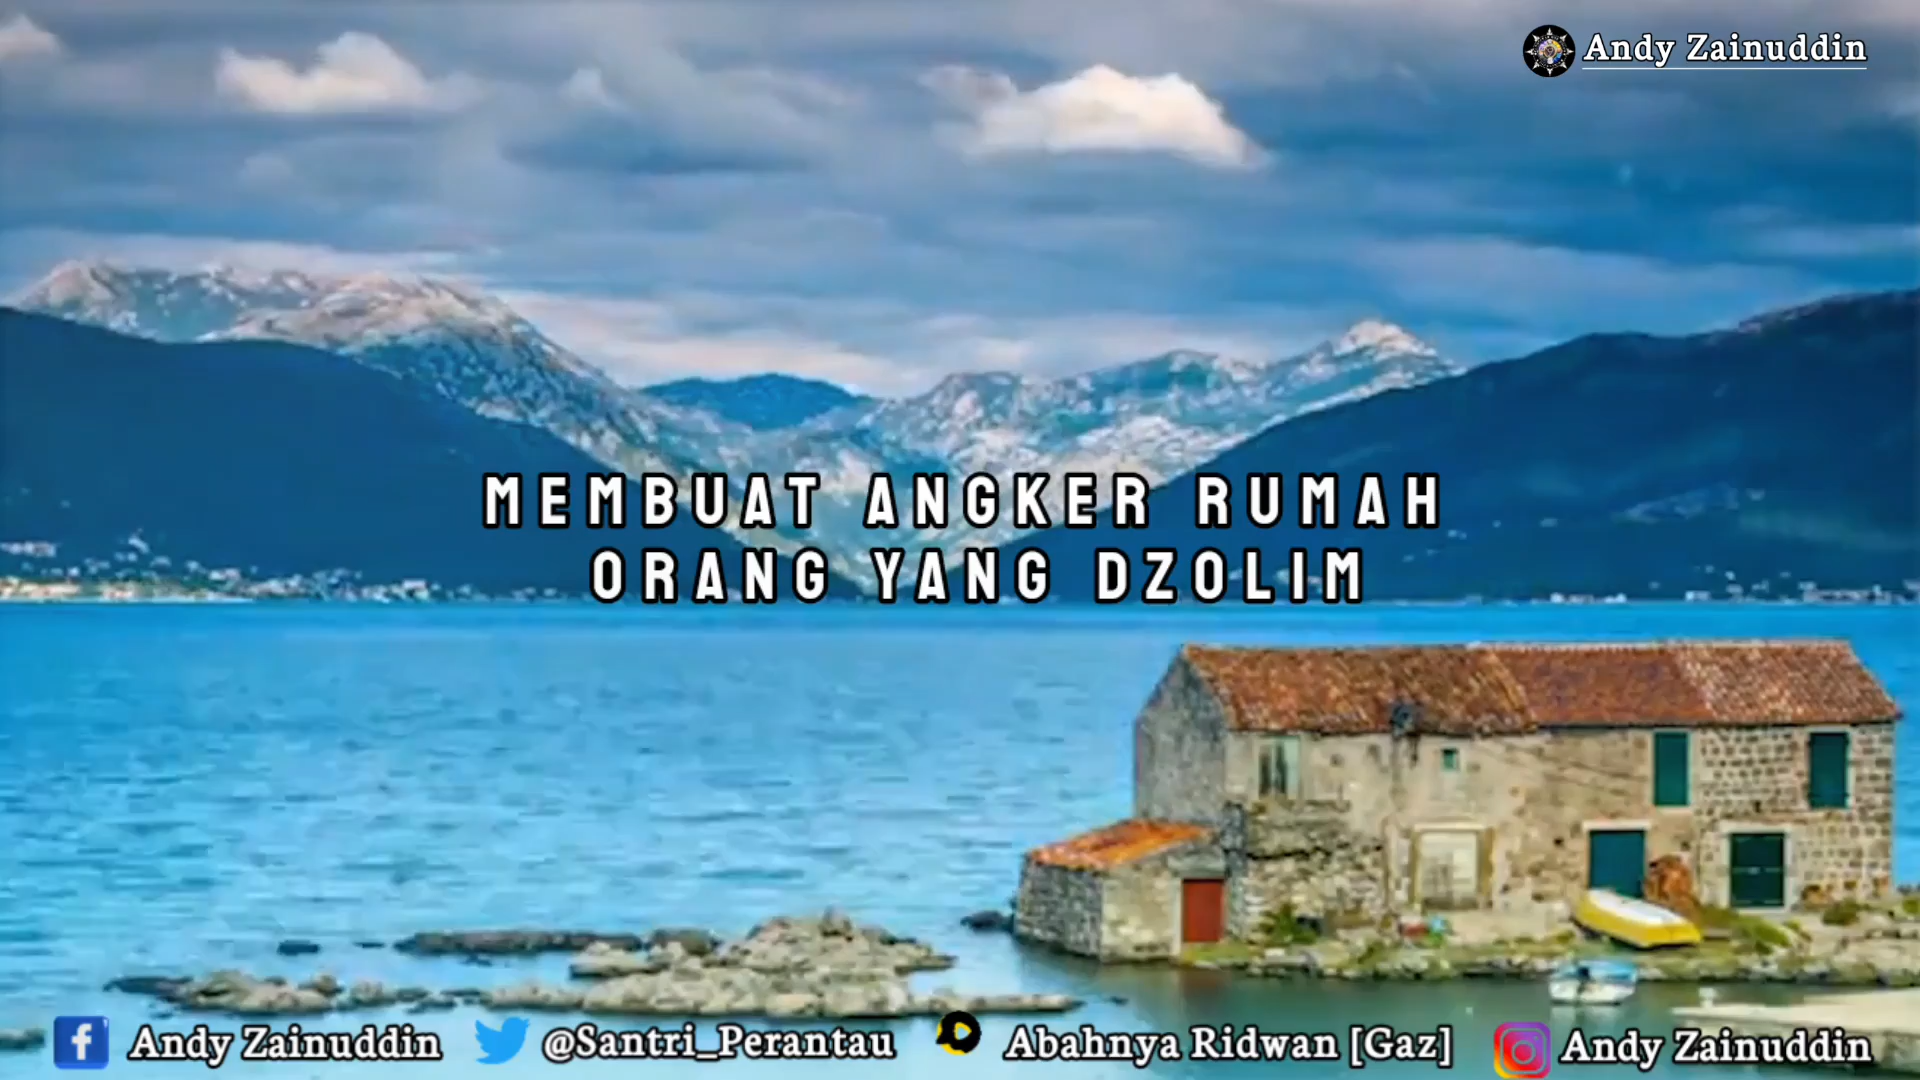 Andy Zainuddin
MEMBUAT ANGKER RUMAH
ORANG YANG DZOLIM
Andy Zainuddin
@Santri_Perantau
Abahnya Ridwan [Gaz]
Andy Zainuddin